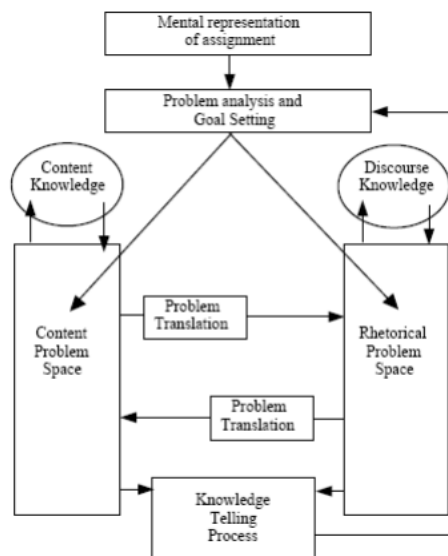 Mental representation
of assignment
Problem analysis and
Goal Setting
Content
Knowledge
Discourse
Knowledge
Content
Problem
Space
Problem
Translation
Rhetorical
Problem
Space
Problem
Translation
Knowledge
Telling
Process